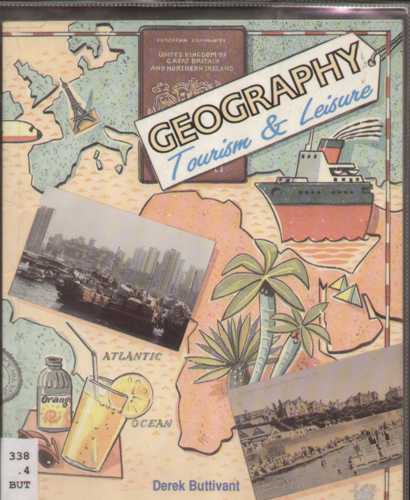 EUROPEAN COMMUNITY
UNITED KINGDOM OF
GREAT BRITAIN
AND NORTHERN IRELAND
GEOGRAPHY
Tourism & Leisure
ATLANTIC
OCEAN
Orang
338
.4
BUT
Derek Buttivant